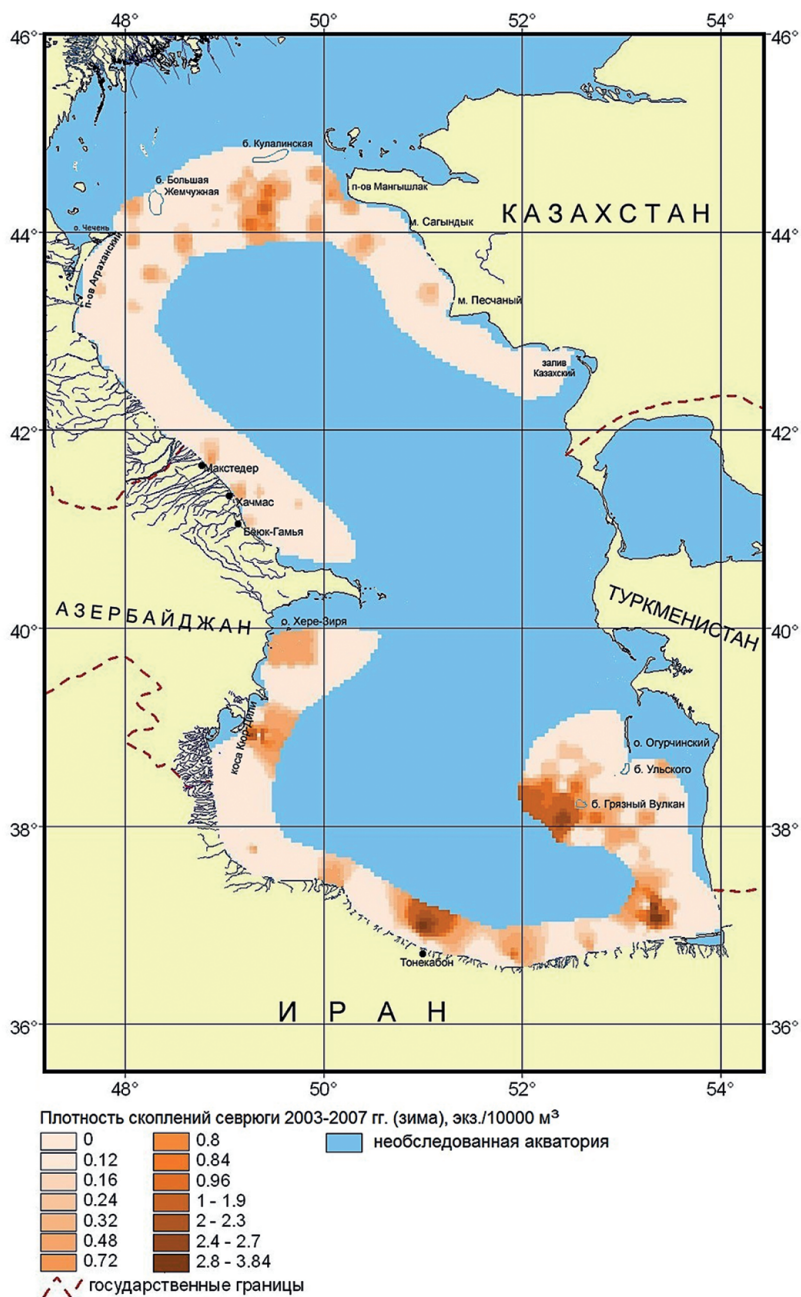 48° 50° 52° 54°
46° 46°
б. Кулалинская
б. Большая
Жемчужная
п-ов Мангышлак
КАЗАХСТАН
м. Сагындык
о. Чечень
44° 44°
п-ов Аграханский
м. Песчаный
залив
Казахский
42° 42°
Макстедер
Хачмас
Бёюк-Гамья
АЗЕРБАЙДЖАН
ТУРКМЕНИСТАН
о. Хере-Зиря
40° 40°
коса Кюр-Дили
о. Огурчинский
б. Ульского
б. Грязный Вулкан
38° 38°
Тонекабон
ИРАН
36° 36°
48° 50° 52° 54°
Плотность скоплений севрюги 2003-2007 гг. (зима), экз./10000 м³
0 0.8 необследованная акватория
0.12 0.84
0.16 0.96
0.24 1 - 1.9
0.32 2 - 2.3
0.48 2.4 - 2.7
0.72 2.8 - 3.84
государственные границы